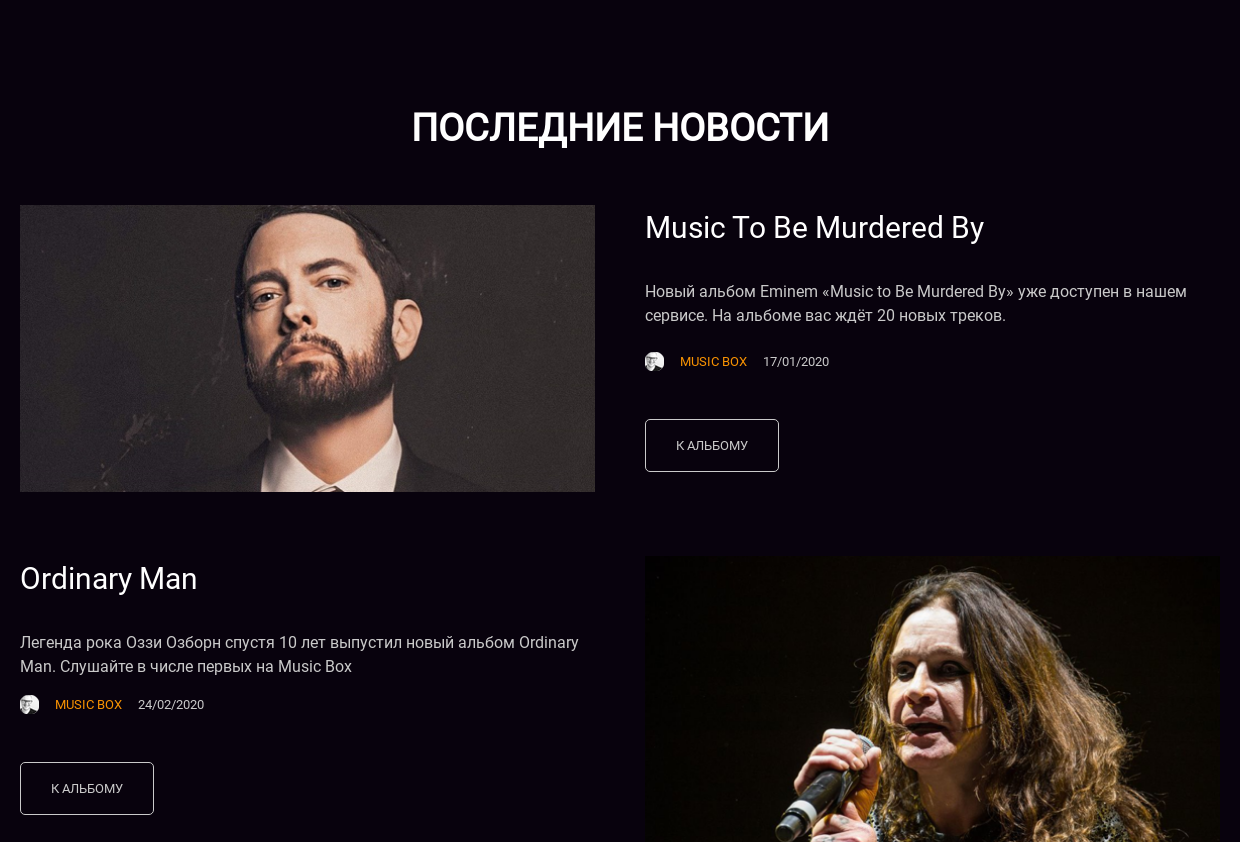 ПОСЛЕДНИЕ НОВОСТИ
Music To Be Murdered By
Новый альбом Eminem «Music to Be Murdered By» уже доступен в нашем
сервисе. На альбоме вас ждёт 20 новых треков.
MUSIC BOX 17/01/2020
К АЛЬБОМУ
Ordinary Man
Легенда рока Оззи Озборн спустя 10 лет выпустил новый альбом Ordinary
Man. Слушайте в числе первых на Music Box
MUSIC BOX 24/02/2020
К АЛЬБОМУ